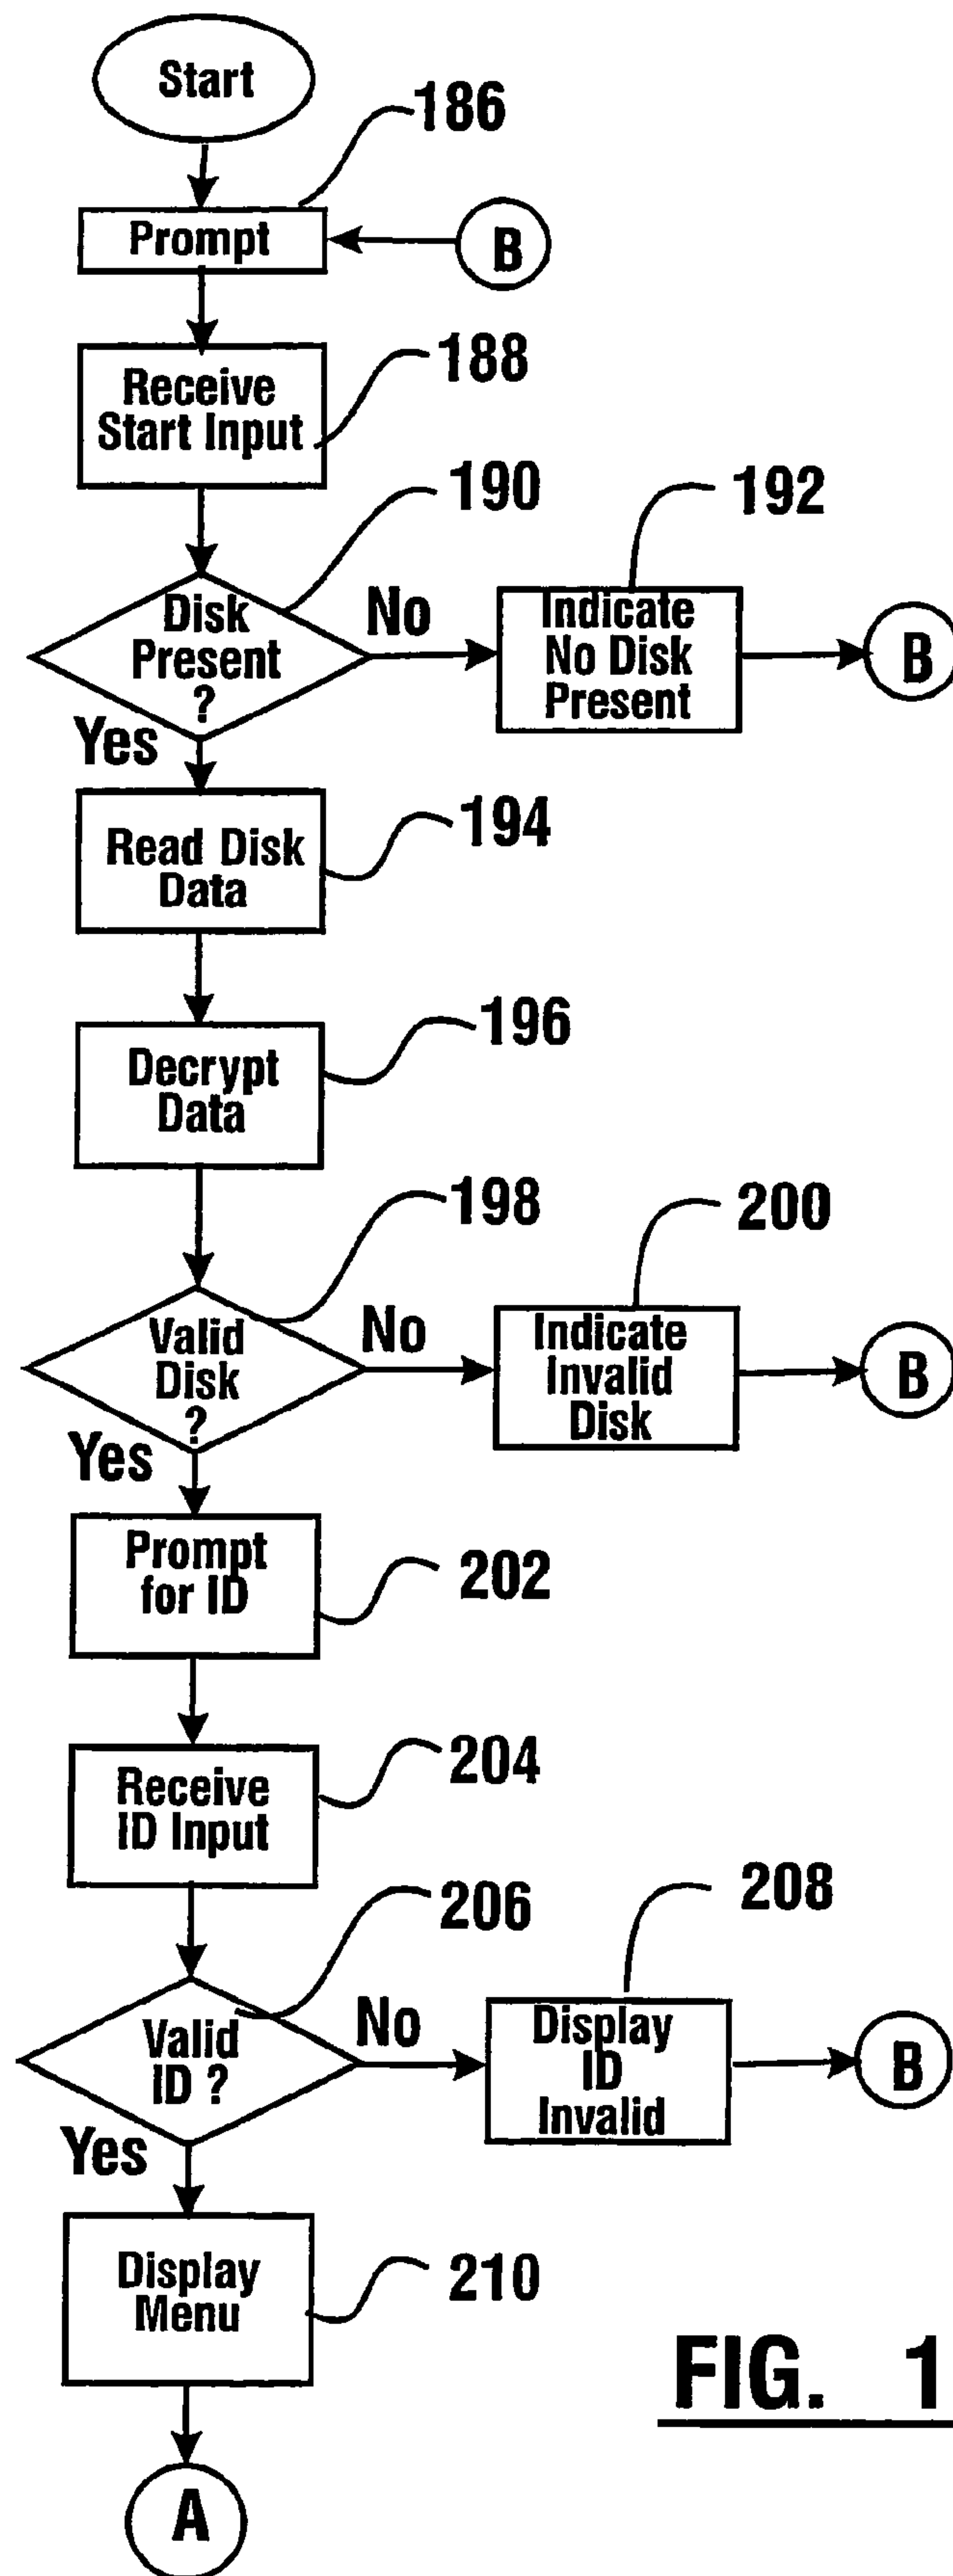 Start
186
Prompt
B
188
Receive
Start Input
190
192
Disk
Present
?
No
Indicate
No Disk
Present
B
Yes
194
Read Disk
Data
196
Decrypt
Data
198
200
Valid
Disk
?
No
Indicate
Invalid
Disk
B
Yes
Prompt
for ID
202
204
Receive
ID Input
206
208
Valid
ID ?
No
Display
ID
Invalid
B
Yes
Display
Menu
210
FIG. 1
A